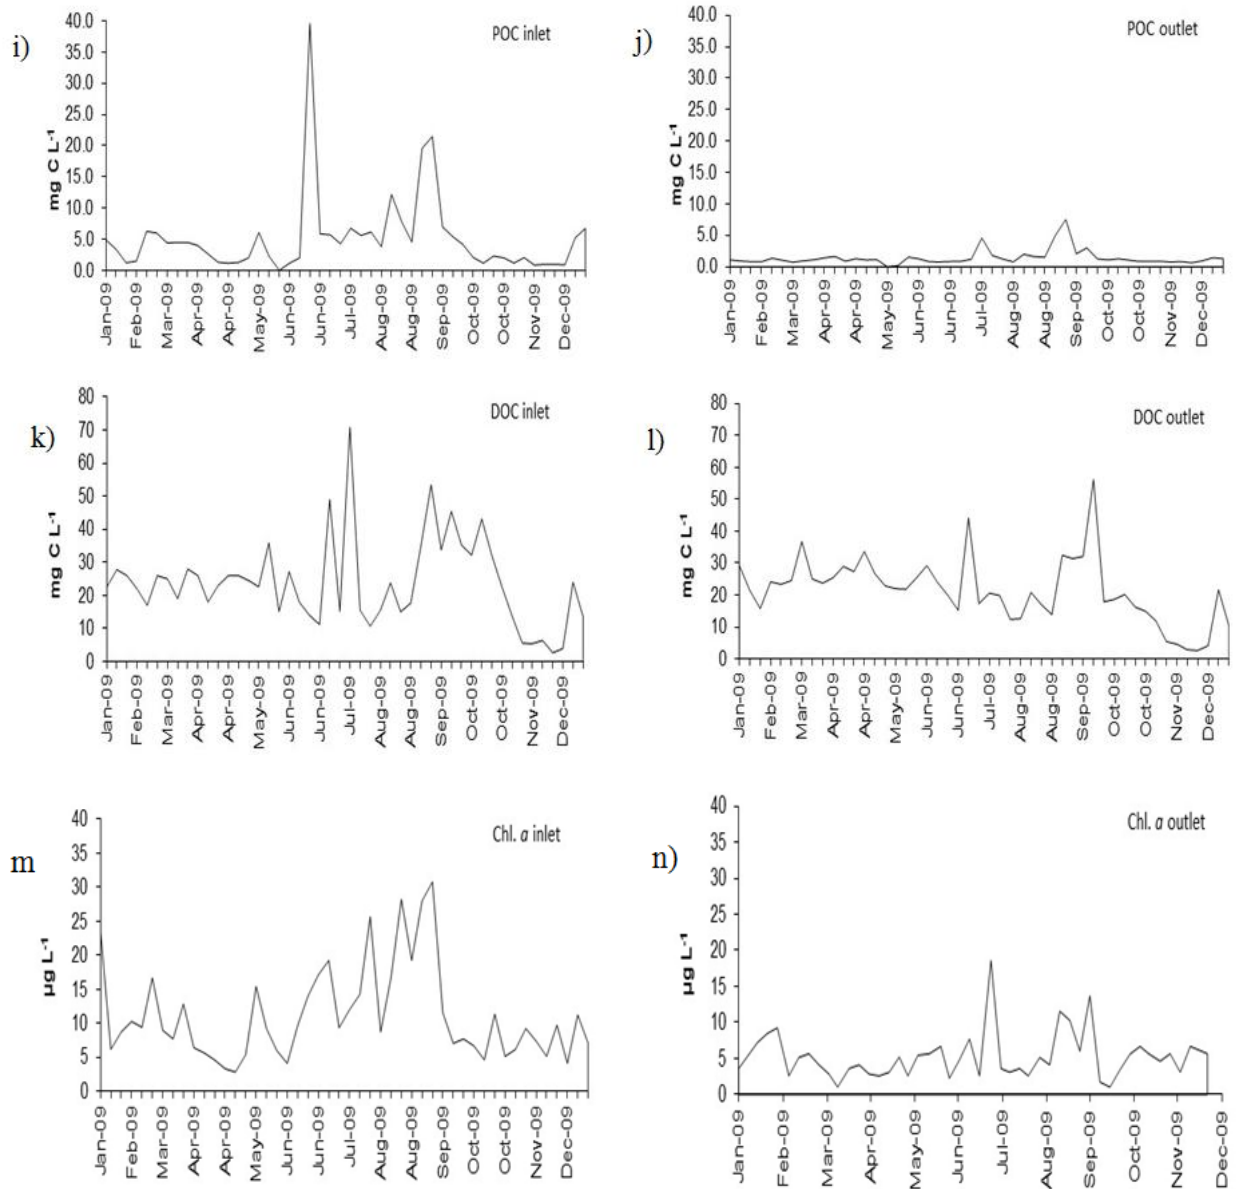 i)
POC inlet
40.0
35.0
30.0
25.0
20.0
15.0
10.0
5.0
0.0
mg C L-1
Jan-09
Feb-09
Mar-09
Apr-09
Apr-09
May-09
Jun-09
Jun-09
Jul-09
Aug-09
Aug-09
Sep-09
Oct-09
Oct-09
Nov-09
Dec-09
j)
POC outlet
40.0
35.0
30.0
25.0
20.0
15.0
10.0
5.0
0.0
mg C L-1
Jan-09
Feb-09
Mar-09
Apr-09
Apr-09
May-09
Jun-09
Jun-09
Jul-09
Aug-09
Aug-09
Sep-09
Oct-09
Oct-09
Nov-09
Dec-09
k)
DOC inlet
80
70
60
50
40
30
20
10
0
mg C L-1
Jan-09
Feb-09
Mar-09
Apr-09
Apr-09
May-09
Jun-09
Jun-09
Jul-09
Aug-09
Aug-09
Sep-09
Oct-09
Oct-09
Nov-09
Dec-09
l)
DOC outlet
80
70
60
50
40
30
20
10
0
mg C L-1
Jan-09
Feb-09
Mar-09
Apr-09
Apr-09
May-09
Jun-09
Jun-09
Jul-09
Aug-09
Aug-09
Sep-09
Oct-09
Oct-09
Nov-09
Dec-09
m
Chl. a inlet
40
35
30
25
20
15
10
5
0
µg L-1
Jan-09
Feb-09
Mar-09
Apr-09
Apr-09
May-09
Jun-09
Jun-09
Jul-09
Aug-09
Aug-09
Sep-09
Oct-09
Oct-09
Nov-09
Dec-09
n)
Chl. a outlet
40
35
30
25
20
15
10
5
0
µg L-1
Jan-09
Feb-09
Mar-09
Apr-09
May-09
Jun-09
Jul-09
Aug-09
Sep-09
Oct-09
Nov-09
Dec-09